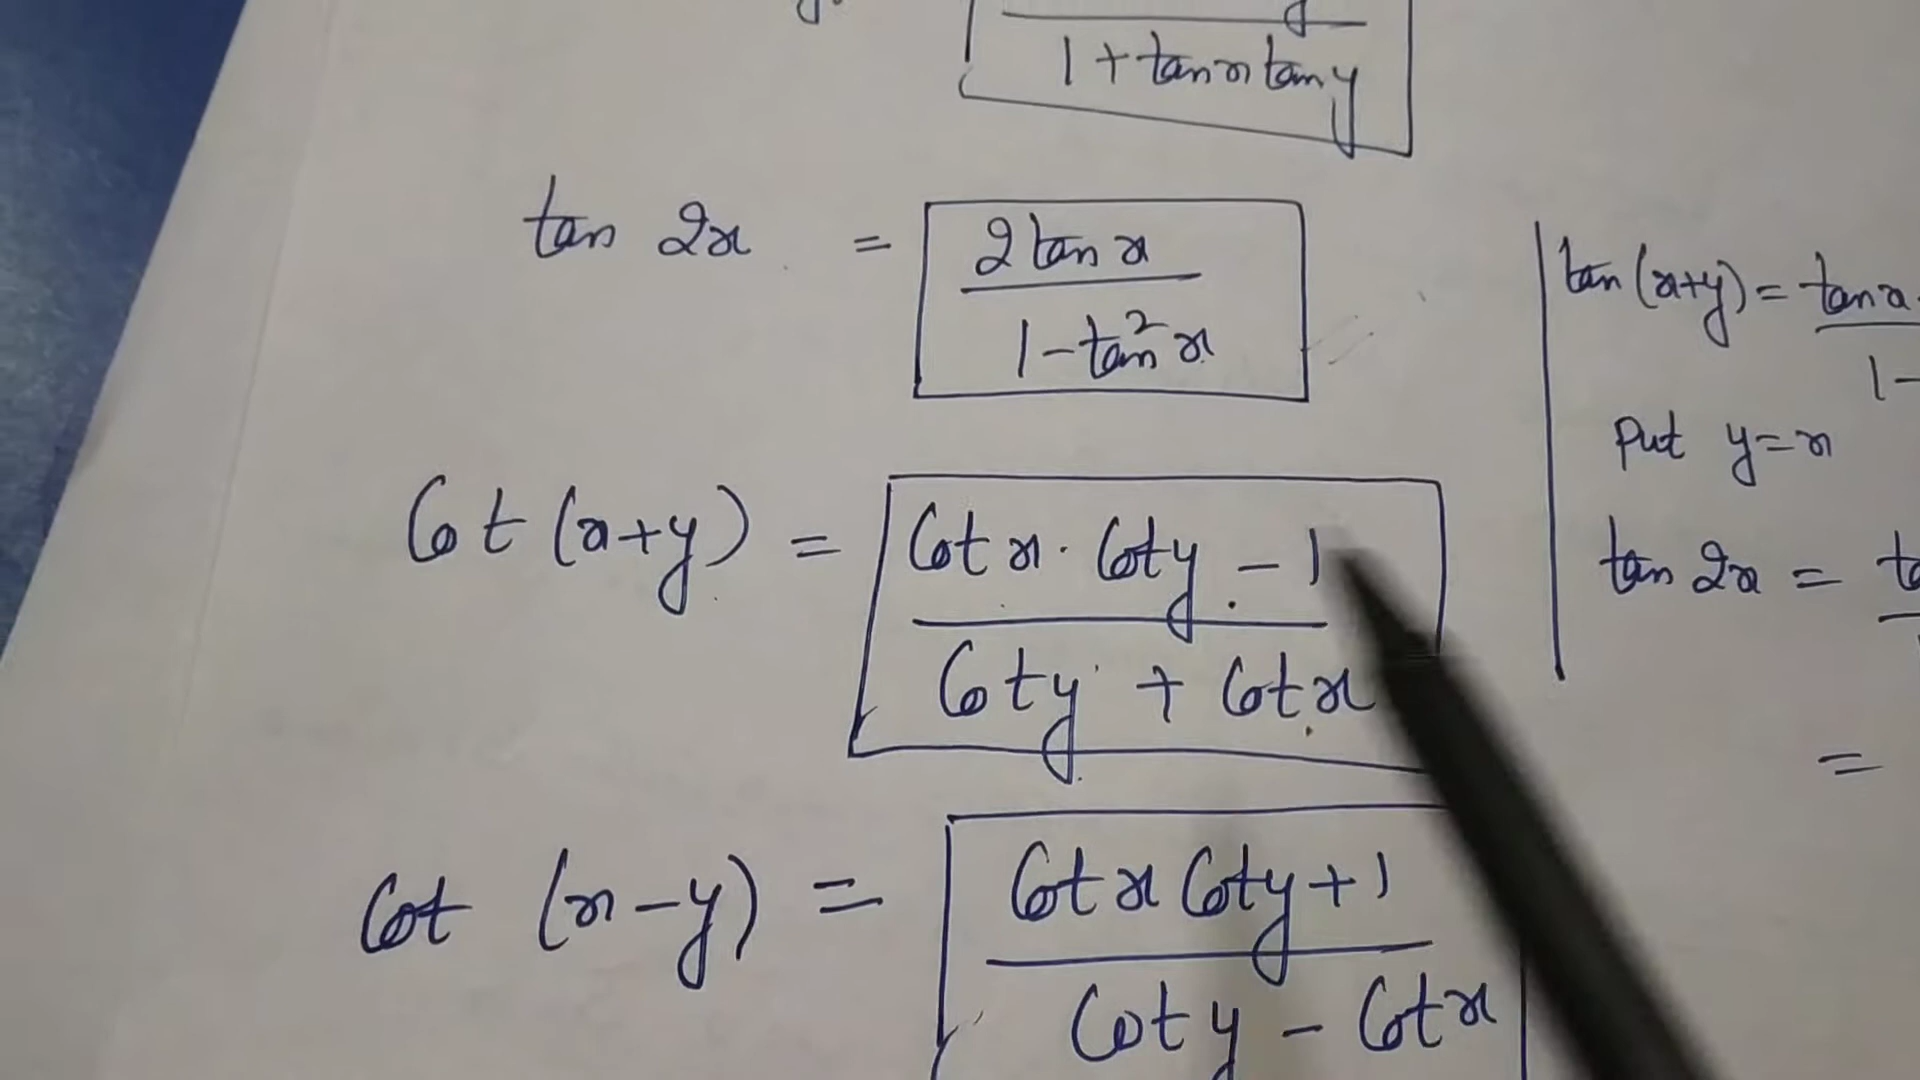 1 + tan x tan y
tan 2x = 2 tan x
1 - tan² x
Cot (x+y) = Cot x · Cot y - 1
Cot y + Cot x
Cot (x-y) = Cot x Cot y + 1
Cot y - Cot x
tan (x+y) = tan x
1 -
Put y = x
tan 2x =
=